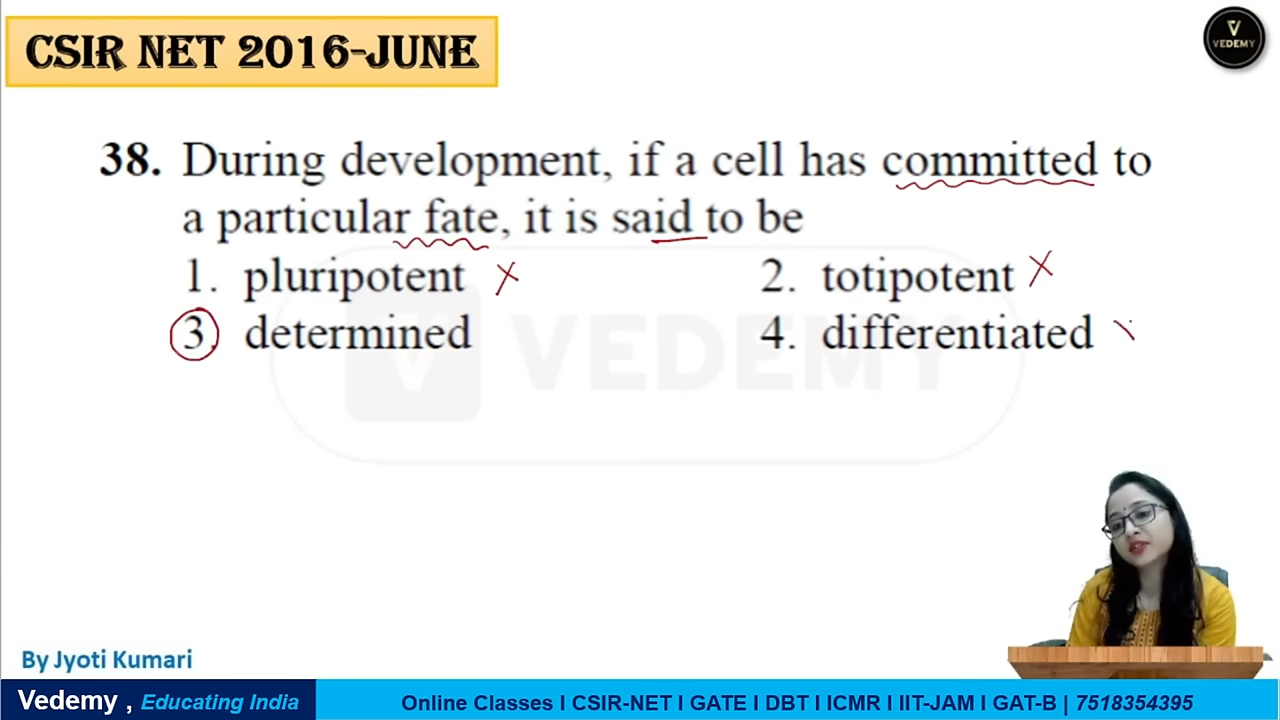 CSIR NET 2016-JUNE
V
VEDEMY
38. During development, if a cell has committed to
a particular fate, it is said to be
1. pluripotent 2. totipotent
3. determined 4. differentiated
VEDEMY
By Jyoti Kumari
Vedemy , Educating India
Online Classes I CSIR-NET I GATE I DBT I ICMR I IIT-JAM I GAT-B | 7518354395